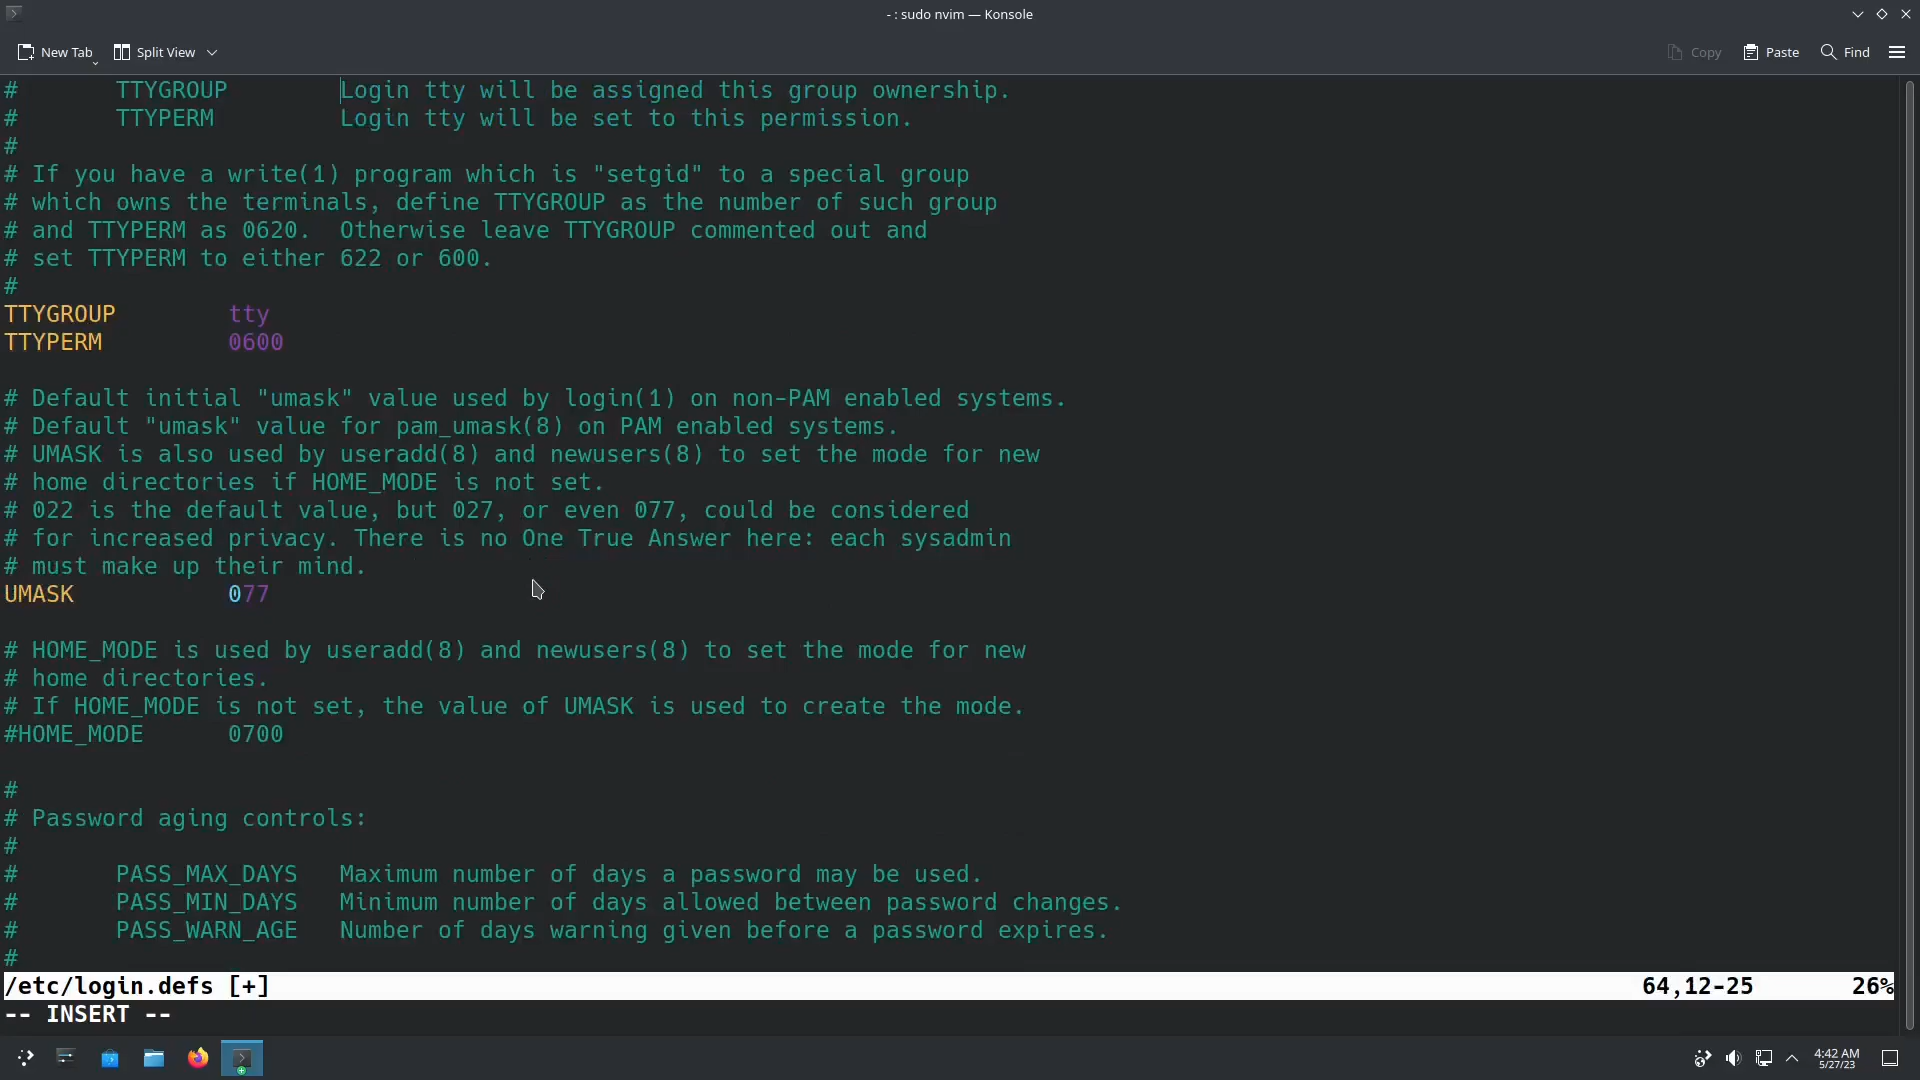 - : sudo nvim — Konsole
New Tab Split View Copy Paste Find
# TTYGROUP Login tty will be assigned this group ownership.
# TTYPERM Login tty will be set to this permission.
#
# If you have a write(1) program which is "setgid" to a special group
# which owns the terminals, define TTYGROUP as the number of such group
# and TTYPERM as 0620.  Otherwise leave TTYGROUP commented out and
# set TTYPERM to either 622 or 600.
#
TTYGROUP tty
TTYPERM 0600
# Default initial "umask" value used by login(1) on non-PAM enabled systems.
# Default "umask" value for pam_umask(8) on PAM enabled systems.
# UMASK is also used by useradd(8) and newusers(8) to set the mode for new
# home directories if HOME_MODE is not set.
# 022 is the default value, but 027, or even 077, could be considered
# for increased privacy. There is no One True Answer here: each sysadmin
# must make up their mind.
UMASK 077
# HOME_MODE is used by useradd(8) and newusers(8) to set the mode for new
# home directories.
# If HOME_MODE is not set, the value of UMASK is used to create the mode.
#HOME_MODE 0700
#
# Password aging controls:
#
# PASS_MAX_DAYS Maximum number of days a password may be used.
# PASS_MIN_DAYS Minimum number of days allowed between password changes.
# PASS_WARN_AGE Number of days warning given before a password expires.
#
/etc/login.defs [+] 64,12-25 26%
-- INSERT --
4:42 AM
5/27/23